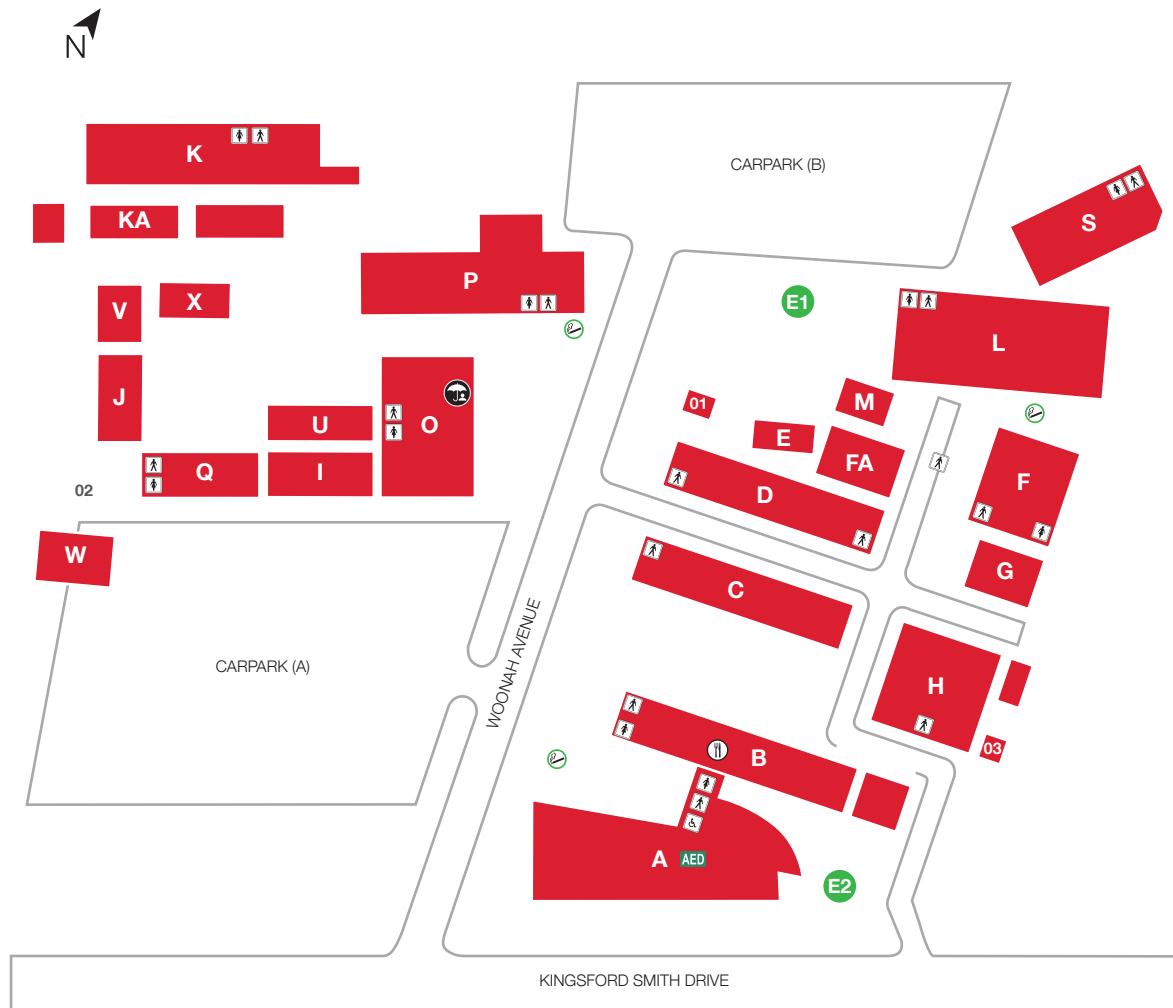 N
K
CARPARK (B)
S
KA
P
V
X
E1
L
J
01
M
U
O
E
FA
Q
I
D
F
02
W
G
C
WOONAH AVENUE
CARPARK (A)
H
03
B
A
AED
E2
KINGSFORD SMITH DRIVE